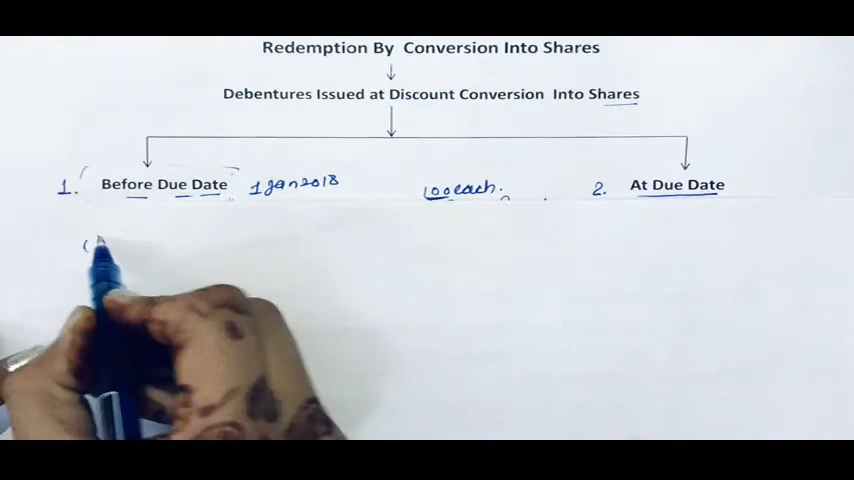 Redemption By Conversion Into Shares
Debentures Issued at Discount Conversion Into Shares
1. Before Due Date 1 Jan 2018 100 each. 2. At Due Date
(